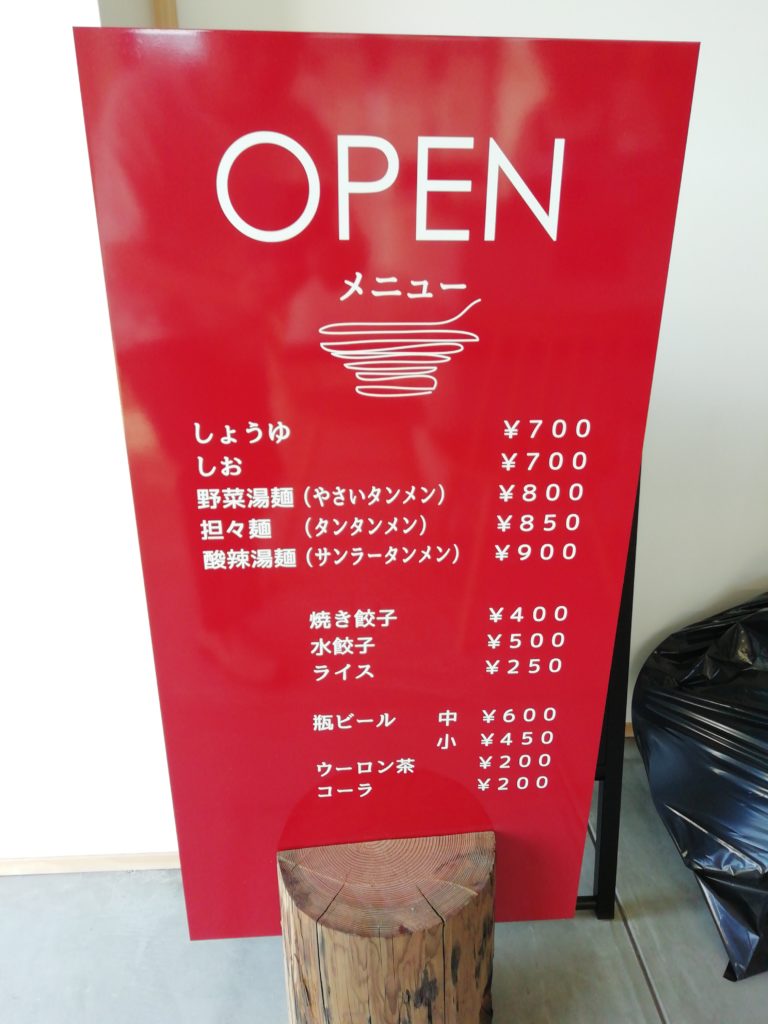 OPEN
メニュー
しょうゆ ￥７００
しお ￥７００
野菜湯麺（やさいタンメン） ￥８００
担々麺　（タンタンメン） ￥８５０
酸辣湯麺（サンラータンメン） ￥９００
焼き餃子 ￥４００
水餃子 ￥５００
ライス ￥２５０
瓶ビール 中 ￥６００
小 ￥４５０
ウーロン茶 ￥２００
コーラ ￥２００